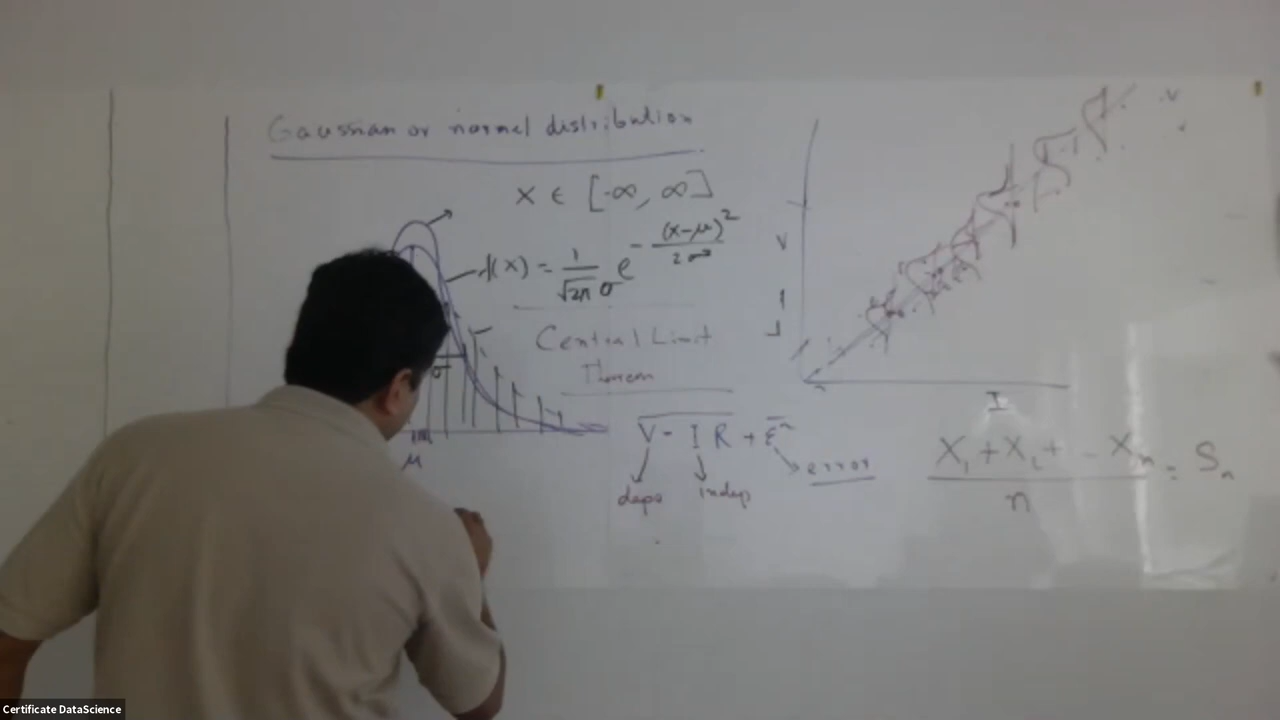 Gaussian or normal distribution
x ∈ [-∞, ∞]
f(x) = 1/√2π σ e^-(x-μ)²/2σ²
Central Limit
Theorem
σ
μ
V = I R + ε
error
depe indep
V
I
X₁ + X₂ + - Xₙ / n = Sₙ
Certificate DataScience